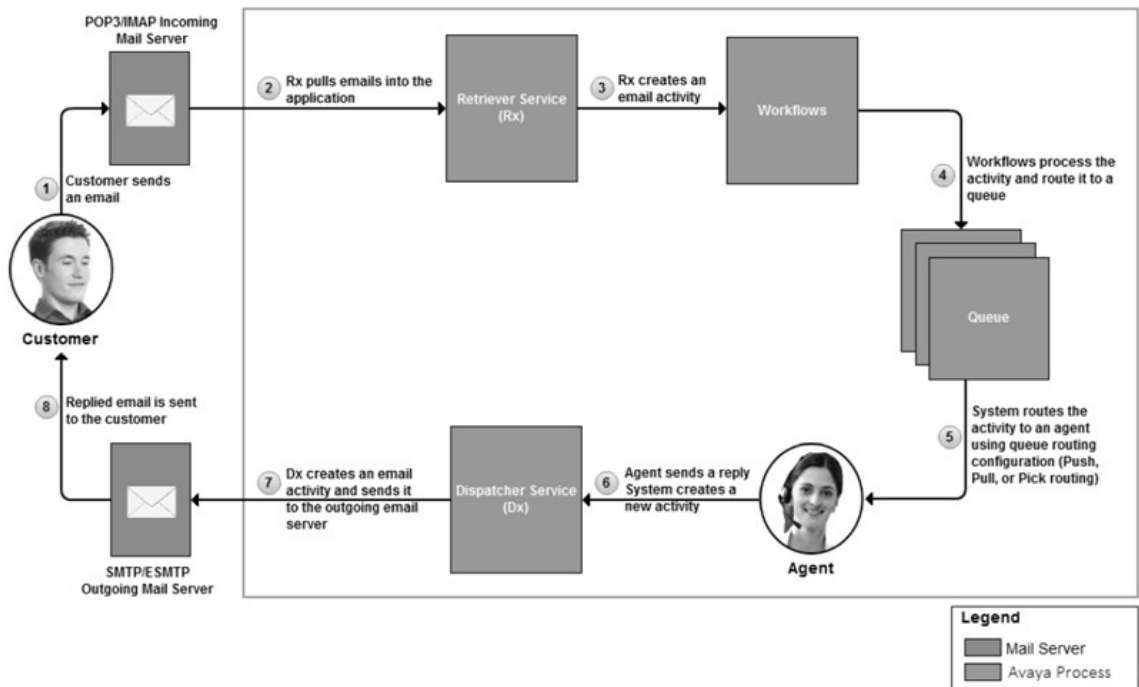 POP3/IMAP Incoming
Mail Server
2
Rx pulls emails into the
application
Retriever Service
(Rx)
3
Rx creates an
email activity
Workflows
1
Customer sends
an email
4
Workflows process the
activity and route it to a
queue
Queue
Customer
8
Replied email is sent
to the customer
5
System routes the
activity to an agent
using queue routing
configuration (Push,
Pull, or Pick routing)
7
Dx creates an email
activity and sends it
to the outgoing email
server
Dispatcher Service
(Dx)
6
Agent sends a reply
System creates a
new activity
Agent
SMTP/ESMTP
Outgoing Mail Server
Legend
Mail Server
Avaya Process